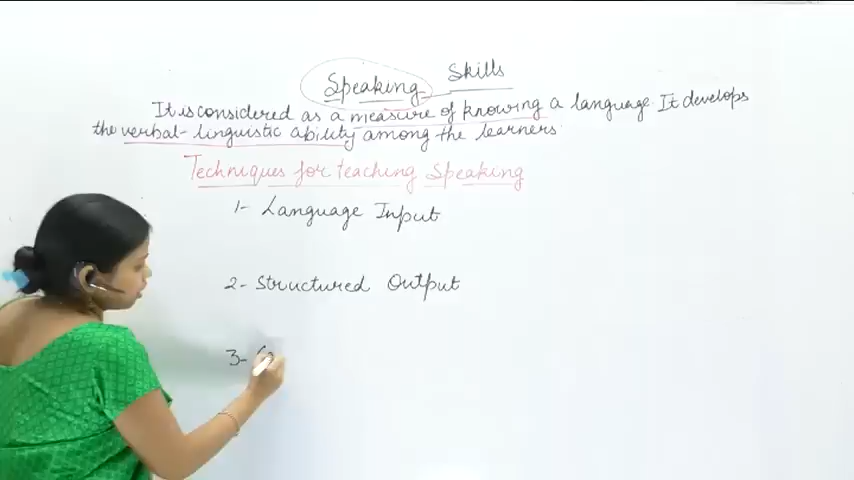 Speaking Skills
It is considered as a measure of knowing a language. It develops
the verbal-linguistic ability among the learners.
Techniques for teaching Speaking
1- Language Input
2- Structured Output
3-